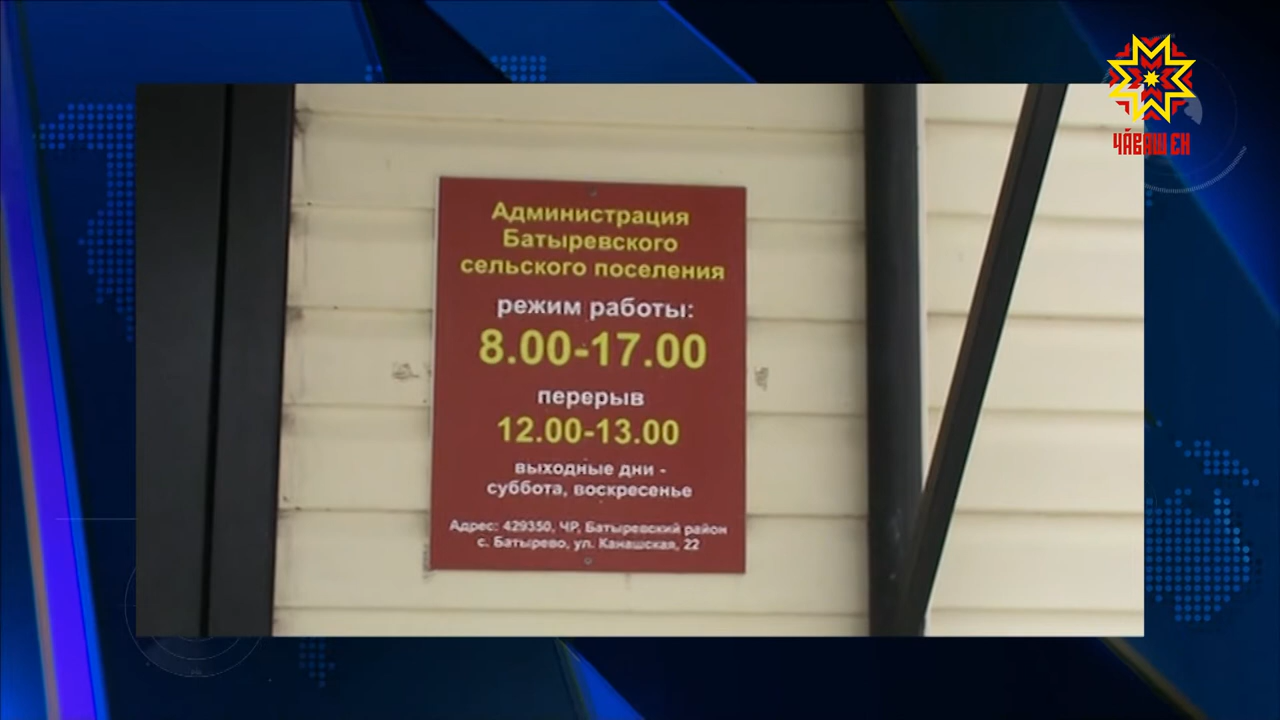 ЧӐВАШ ЕН
Администрация
Батыревского
сельского поселения
режим работы:
8.00-17.00
перерыв
12.00-13.00
выходные дни -
суббота, воскресенье
Адрес: 429350, ЧР, Батыревский район
с. Батырево, ул. Канашская, 22